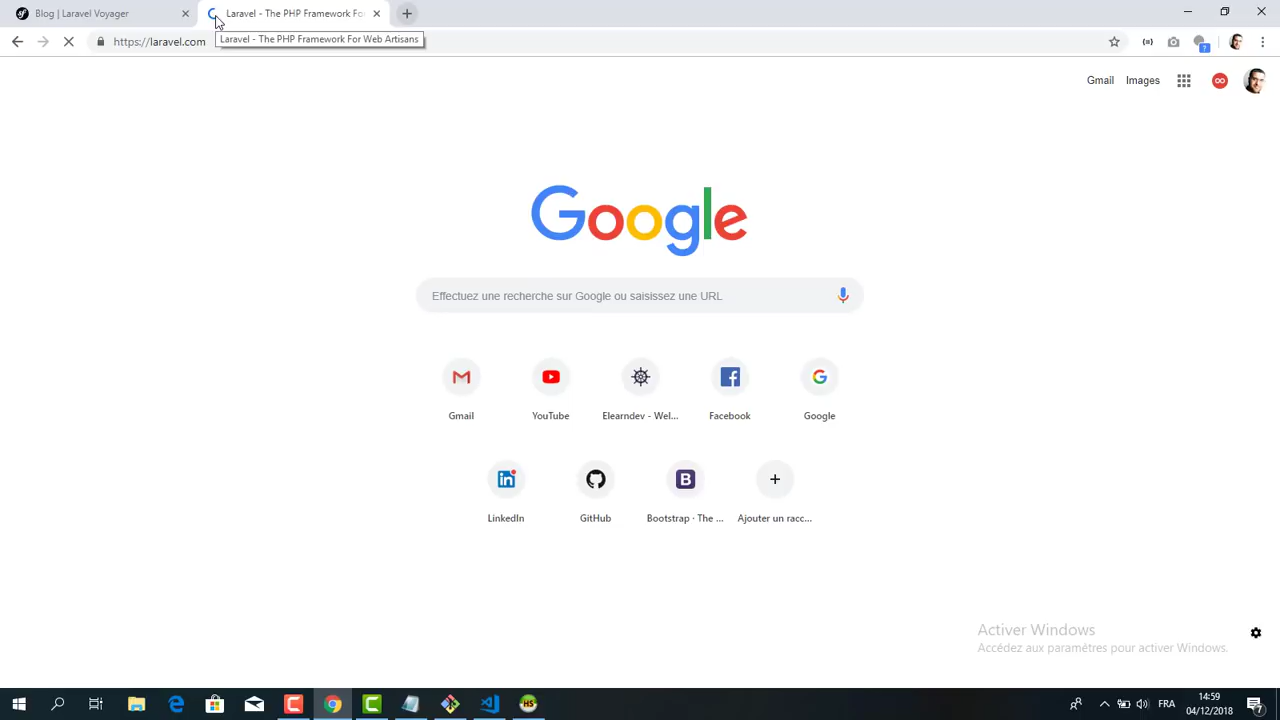 Blog | Laravel Voyager
Laravel - The PHP Framework Fo
https://laravel.com
Laravel - The PHP Framework For Web Artisans
Gmail Images
Google
Effectuez une recherche sur Google ou saisissez une URL
Gmail YouTube Elearndev - Wel... Facebook Google
LinkedIn GitHub Bootstrap · The ... Ajouter un racc...
Activer Windows
Accédez aux paramètres pour activer Windows.
FRA
14:59
04/12/2018